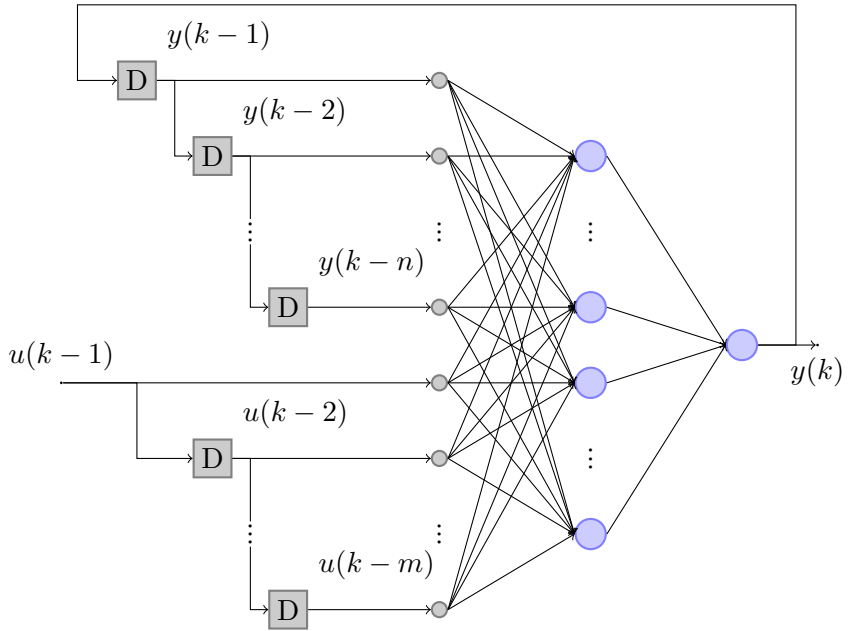 y(k − 1)
D
y(k − 2)
D
⋮
⋮
⋮
y(k − n)
D
u(k − 1)
y(k)
u(k − 2)
D
⋮
⋮
⋮
u(k − m)
D